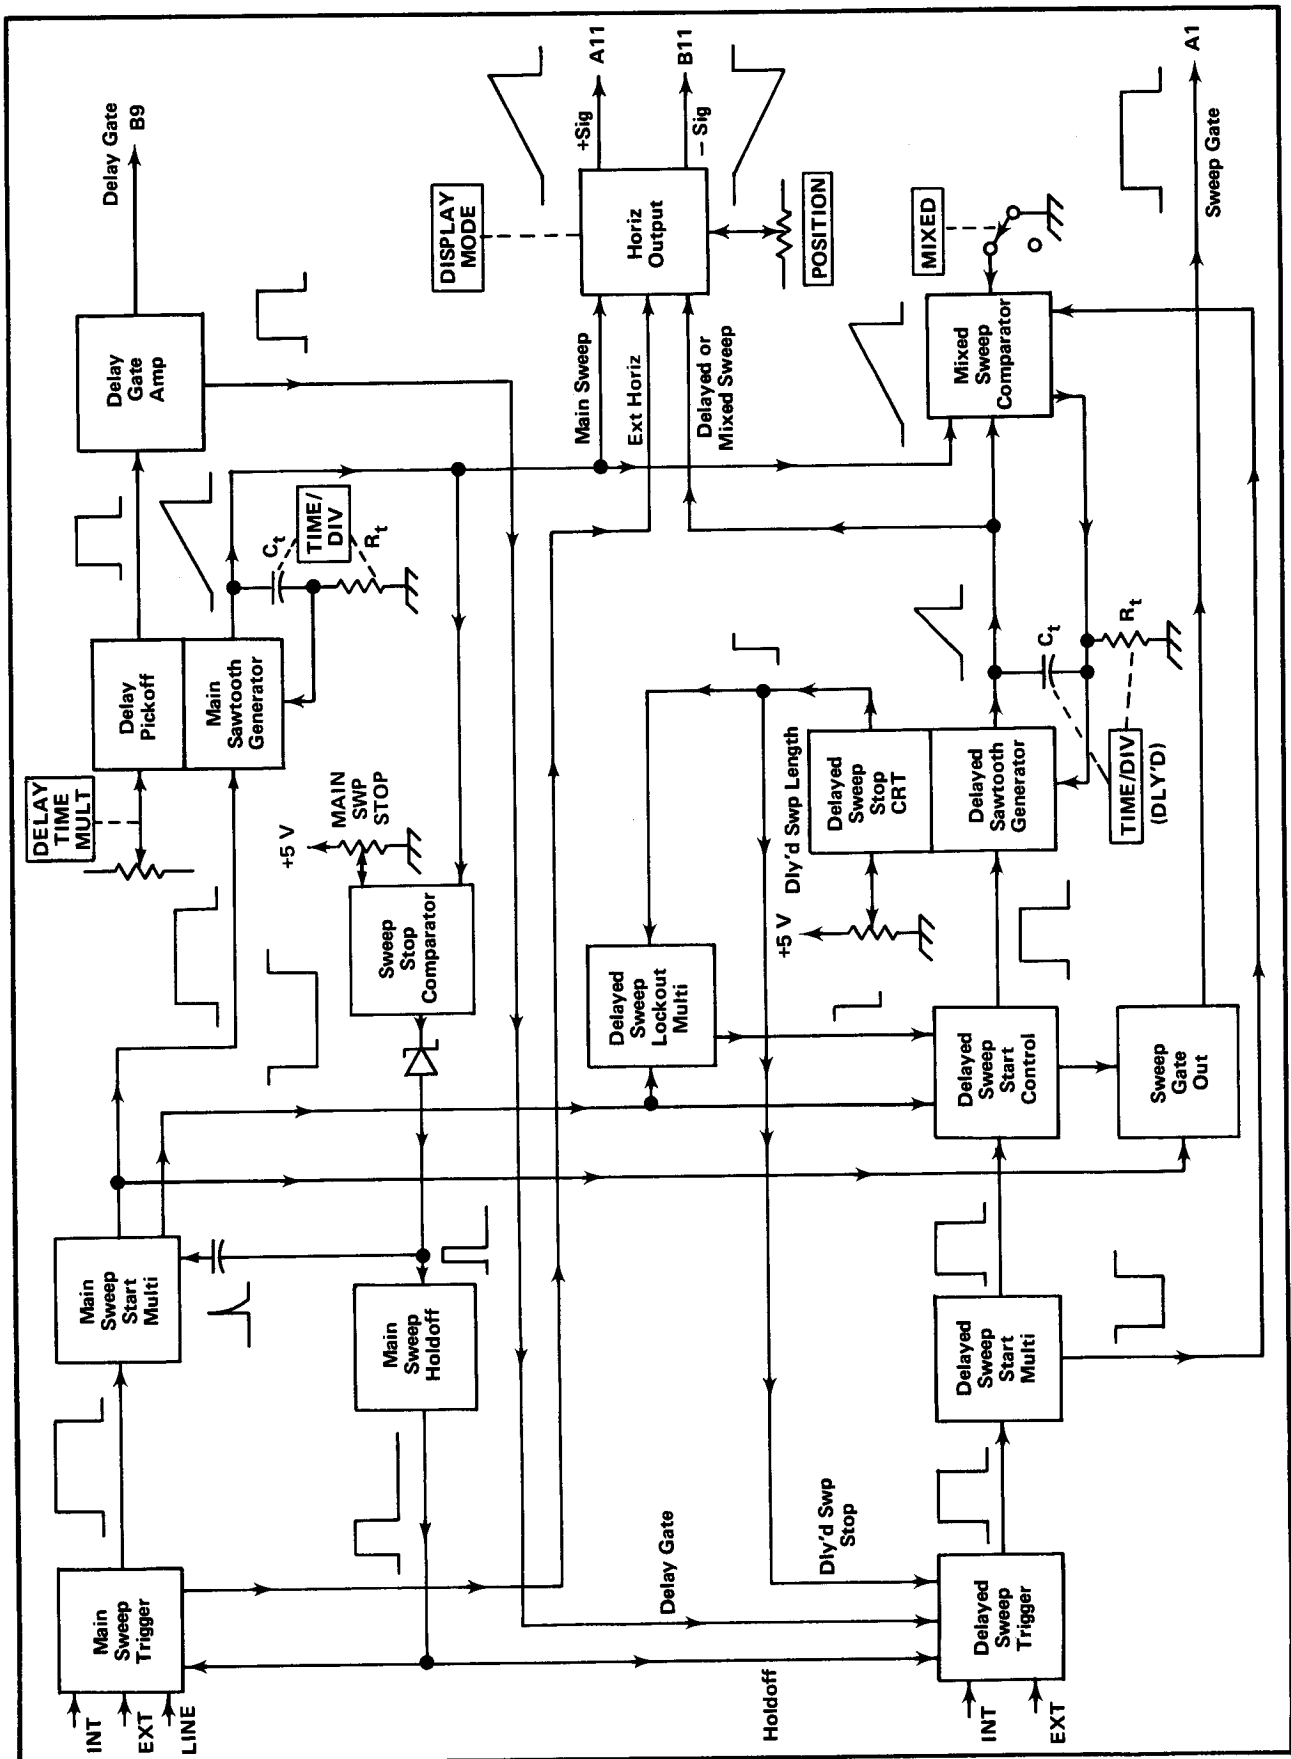 INT
EXT
LINE
Main
Sweep
Trigger
Main
Sweep
Start
Multi
DELAY
TIME
MULT
Delay
Pickoff
Main
Sawtooth
Generator
Delay
Gate
Amp
Delay Gate
B9
Ct
TIME/
DIV
Rt
+5 V
MAIN
SWP
STOP
Sweep
Stop
Comparator
Main
Sweep
Holdoff
DISPLAY
MODE
Main Sweep
Ext Horiz
Delayed or
Mixed Sweep
Horiz
Output
+Sig
A11
– Sig
B11
POSITION
Delayed
Sweep
Lockout
Multi
+5 V
Dly'd Swp Length
Delayed
Sweep
Stop
CRT
Delayed
Sawtooth
Generator
Ct
Rt
TIME/DIV
(DLY'D)
MIXED
Mixed
Sweep
Comparator
Delay Gate
Dly'd Swp
Stop
Holdoff
INT
EXT
Delayed
Sweep
Trigger
Delayed
Sweep
Start
Multi
Delayed
Sweep
Start
Control
Sweep
Gate
Out
Sweep Gate
A1